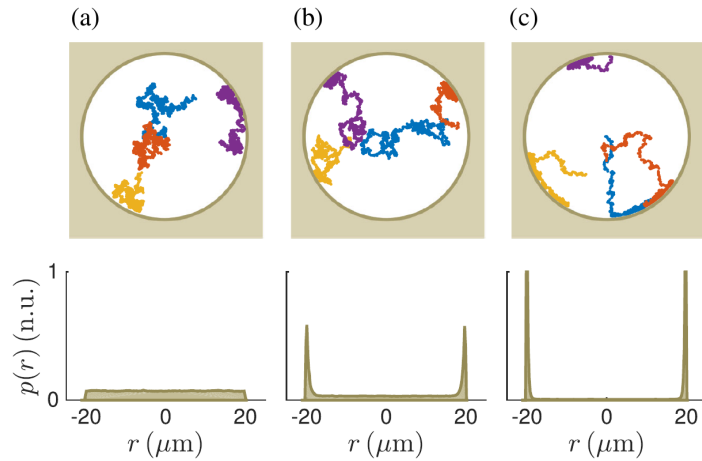 (a) (b) (c)
1
0
p(r) (n.u.)
-20 0 20 -20 0 20 -20 0 20
r (μm) r (μm) r (μm)